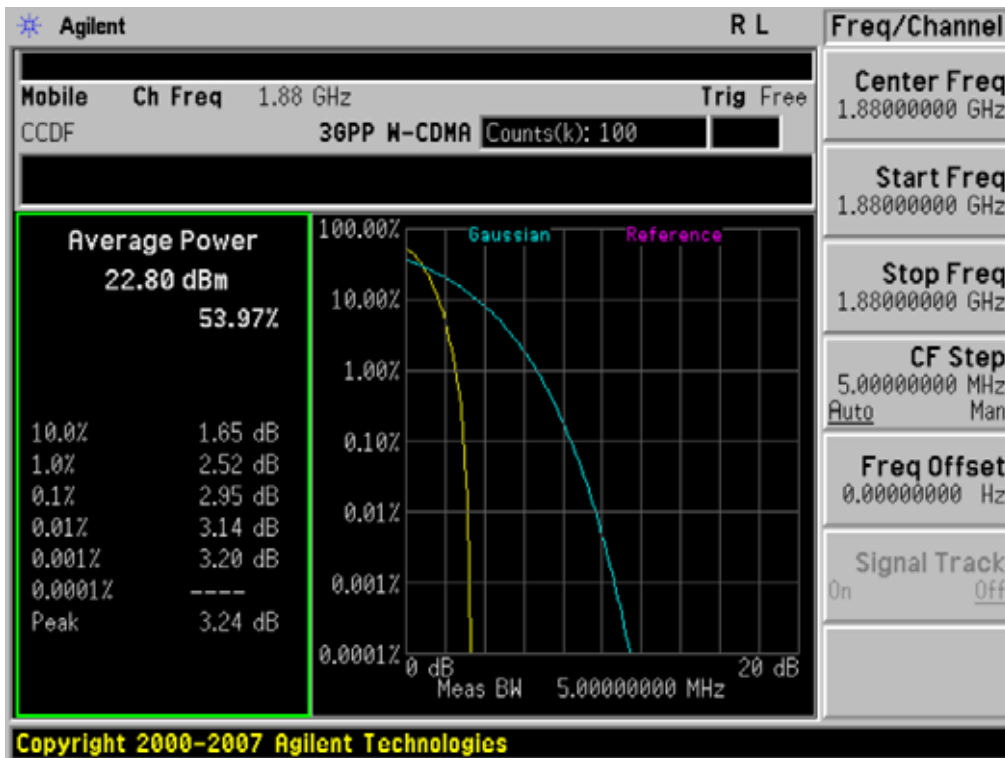 Agilent R L Freq/Channel
Mobile Ch Freq 1.88 GHz Trig Free
CCDF 3GPP W-CDMA Counts(k): 100
Average Power
22.80 dBm
53.97%
10.0% 1.65 dB
1.0% 2.52 dB
0.1% 2.95 dB
0.01% 3.14 dB
0.001% 3.20 dB
0.0001% ----
Peak 3.24 dB
Gaussian Reference
100.00%
10.00%
1.00%
0.10%
0.01%
0.001%
0.0001%
0 dB 20 dB
Meas BW 5.00000000 MHz
Center Freq
1.88000000 GHz
Start Freq
1.88000000 GHz
Stop Freq
1.88000000 GHz
CF Step
5.00000000 MHz
Auto Man
Freq Offset
0.00000000 Hz
Signal Track
On Off
Copyright 2000-2007 Agilent Technologies